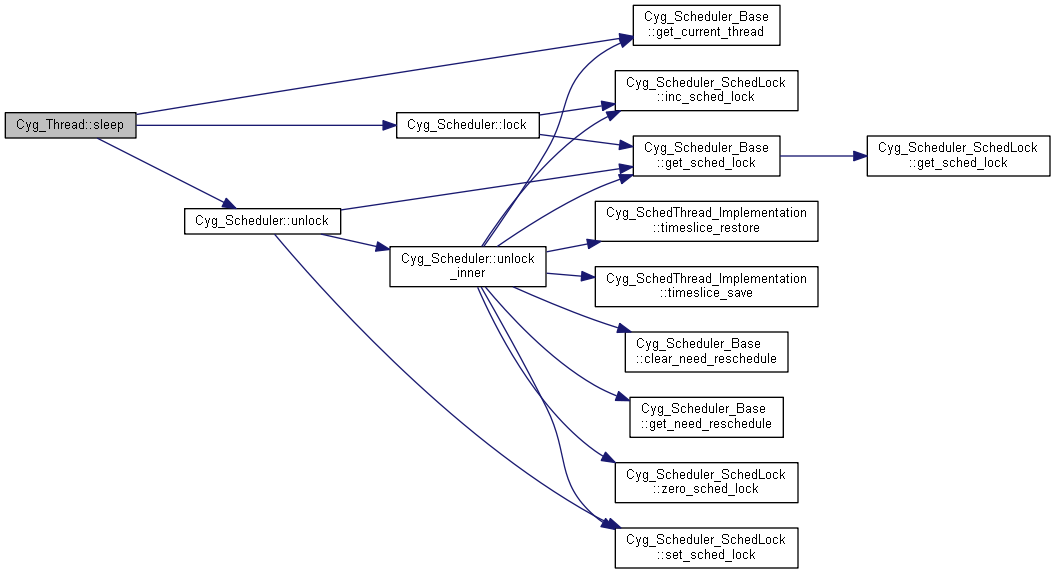 Cyg_Thread::sleep
Cyg_Scheduler::lock
Cyg_Scheduler::unlock
Cyg_Scheduler::unlock
_inner
Cyg_Scheduler_Base
::get_current_thread
Cyg_Scheduler_SchedLock
::inc_sched_lock
Cyg_Scheduler_Base
::get_sched_lock
Cyg_Scheduler_SchedLock
::get_sched_lock
Cyg_SchedThread_Implementation
::timeslice_restore
Cyg_SchedThread_Implementation
::timeslice_save
Cyg_Scheduler_Base
::clear_need_reschedule
Cyg_Scheduler_Base
::get_need_reschedule
Cyg_Scheduler_SchedLock
::zero_sched_lock
Cyg_Scheduler_SchedLock
::set_sched_lock